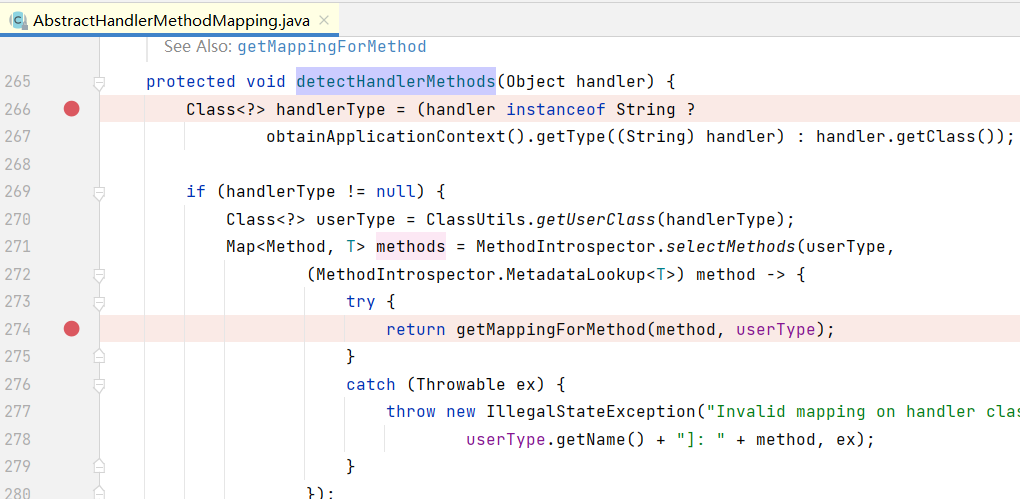 AbstractHandlerMethodMapping.java
See Also: getMappingForMethod
265 protected void detectHandlerMethods(Object handler) {
266 Class<?> handlerType = (handler instanceof String ?
267 obtainApplicationContext().getType((String) handler) : handler.getClass());
268
269 if (handlerType != null) {
270 Class<?> userType = ClassUtils.getUserClass(handlerType);
271 Map<Method, T> methods = MethodIntrospector.selectMethods(userType,
272 (MethodIntrospector.MetadataLookup<T>) method -> {
273 try {
274 return getMappingForMethod(method, userType);
275 }
276 catch (Throwable ex) {
277 throw new IllegalStateException("Invalid mapping on handler clas
278 userType.getName() + "]: " + method, ex);
279 }
280 });